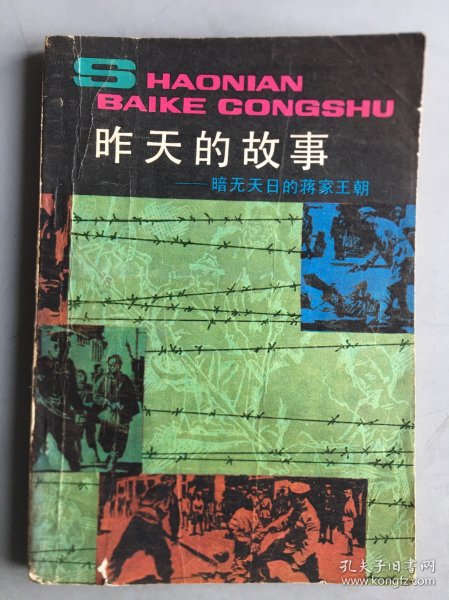 SHAONIAN
BAIKE CONGSHU
昨天的故事
——暗无天日的蒋家王朝
孔夫子旧书网
www.kongfz.com